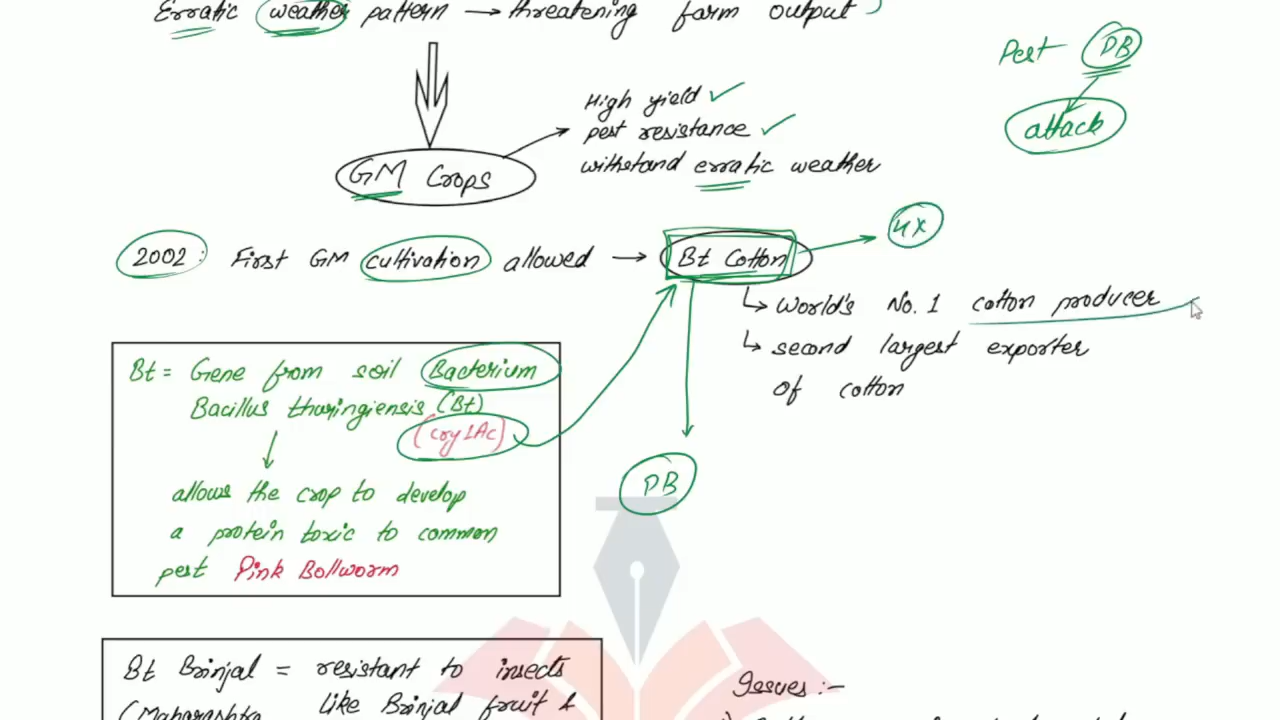 Erratic weather pattern → threatening farm output
Pest PB
attack
High yield ✓
pest resistance ✓
withstand erratic weather
GM Crops
2002: First GM cultivation allowed → Bt Cotton
4X
↳ World's No. 1 cotton producer
↳ second largest exporter
of cotton
Bt = Gene from soil Bacterium
Bacillus thuringiensis (Bt)
(Cry1Ac)
allows the crop to develop
a protein toxic to common
pest Pink Bollworm
PB
Bt Brinjal = resistant to insects
(Maharashtra like Brinjal fruit &
Issues :-